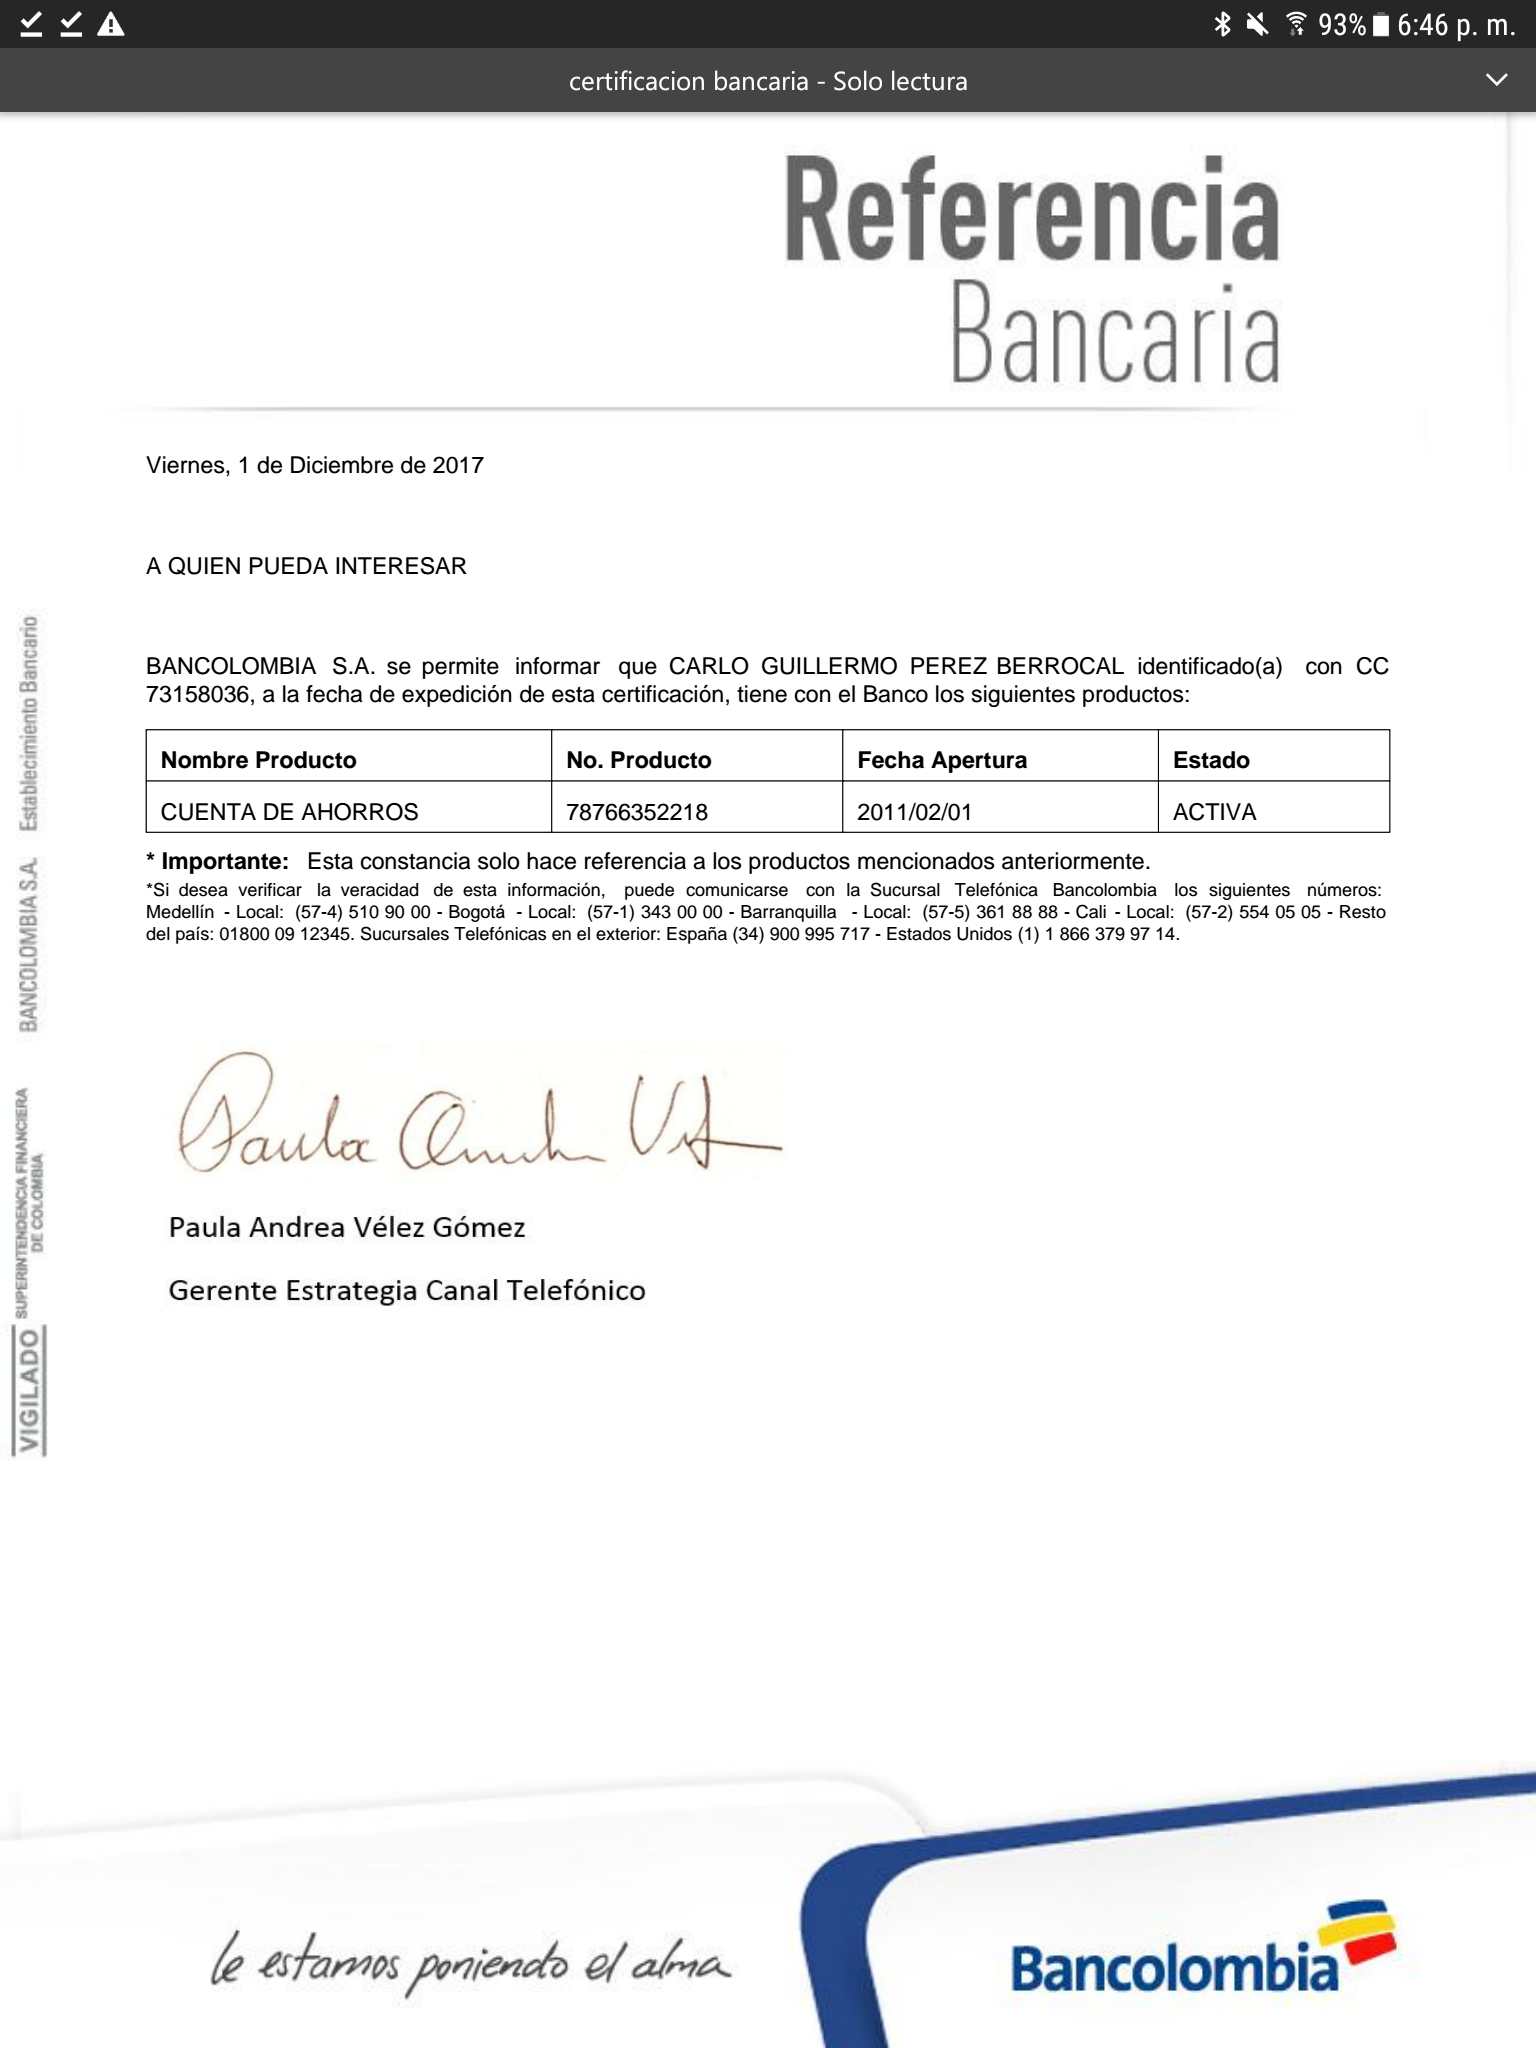 93% 6:46 p. m.
certificacion bancaria - Solo lectura
Referencia
Bancaria
Viernes, 1 de Diciembre de 2017
A QUIEN PUEDA INTERESAR
BANCOLOMBIA S.A. se permite informar que CARLO GUILLERMO PEREZ BERROCAL identificado(a) con CC
73158036, a la fecha de expedición de esta certificación, tiene con el Banco los siguientes productos:
Nombre Producto No. Producto Fecha Apertura Estado
CUENTA DE AHORROS 78766352218 2011/02/01 ACTIVA
* Importante: Esta constancia solo hace referencia a los productos mencionados anteriormente.
*Si desea verificar la veracidad de esta información, puede comunicarse con la Sucursal Telefónica Bancolombia los siguientes números:
Medellín - Local: (57-4) 510 90 00 - Bogotá - Local: (57-1) 343 00 00 - Barranquilla - Local: (57-5) 361 88 88 - Cali - Local: (57-2) 554 05 05 - Resto
del país: 01800 09 12345. Sucursales Telefónicas en el exterior: España (34) 900 995 717 - Estados Unidos (1) 1 866 379 97 14.
Paula
Paula Andrea Vélez Gómez
Gerente Estrategia Canal Telefónico
VIGILADO SUPERINTENDENCIA FINANCIERA
DE COLOMBIA
BANCOLOMBIA S.A. Establecimiento Bancario
le estamos poniendo el alma
Bancolombia